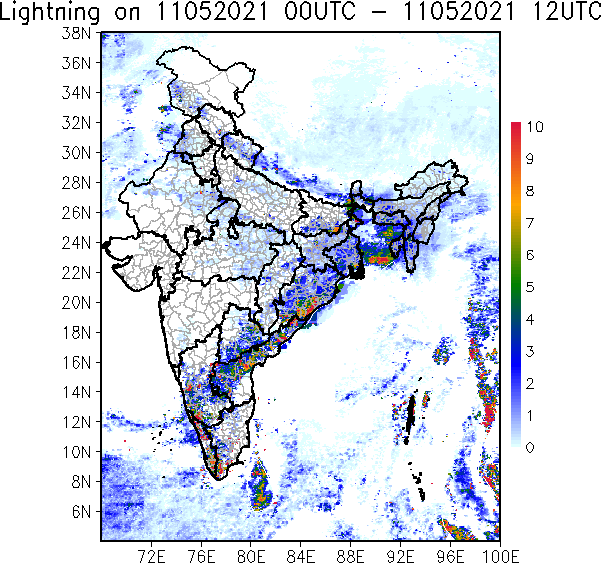 Lightning on 11052021 00UTC – 11052021 12UTC
38N
36N
34N
32N
30N
28N
26N
24N
22N
20N
18N
16N
14N
12N
10N
8N
6N
72E 76E 80E 84E 88E 92E 96E 100E
10
9
8
7
6
5
4
3
2
1
0